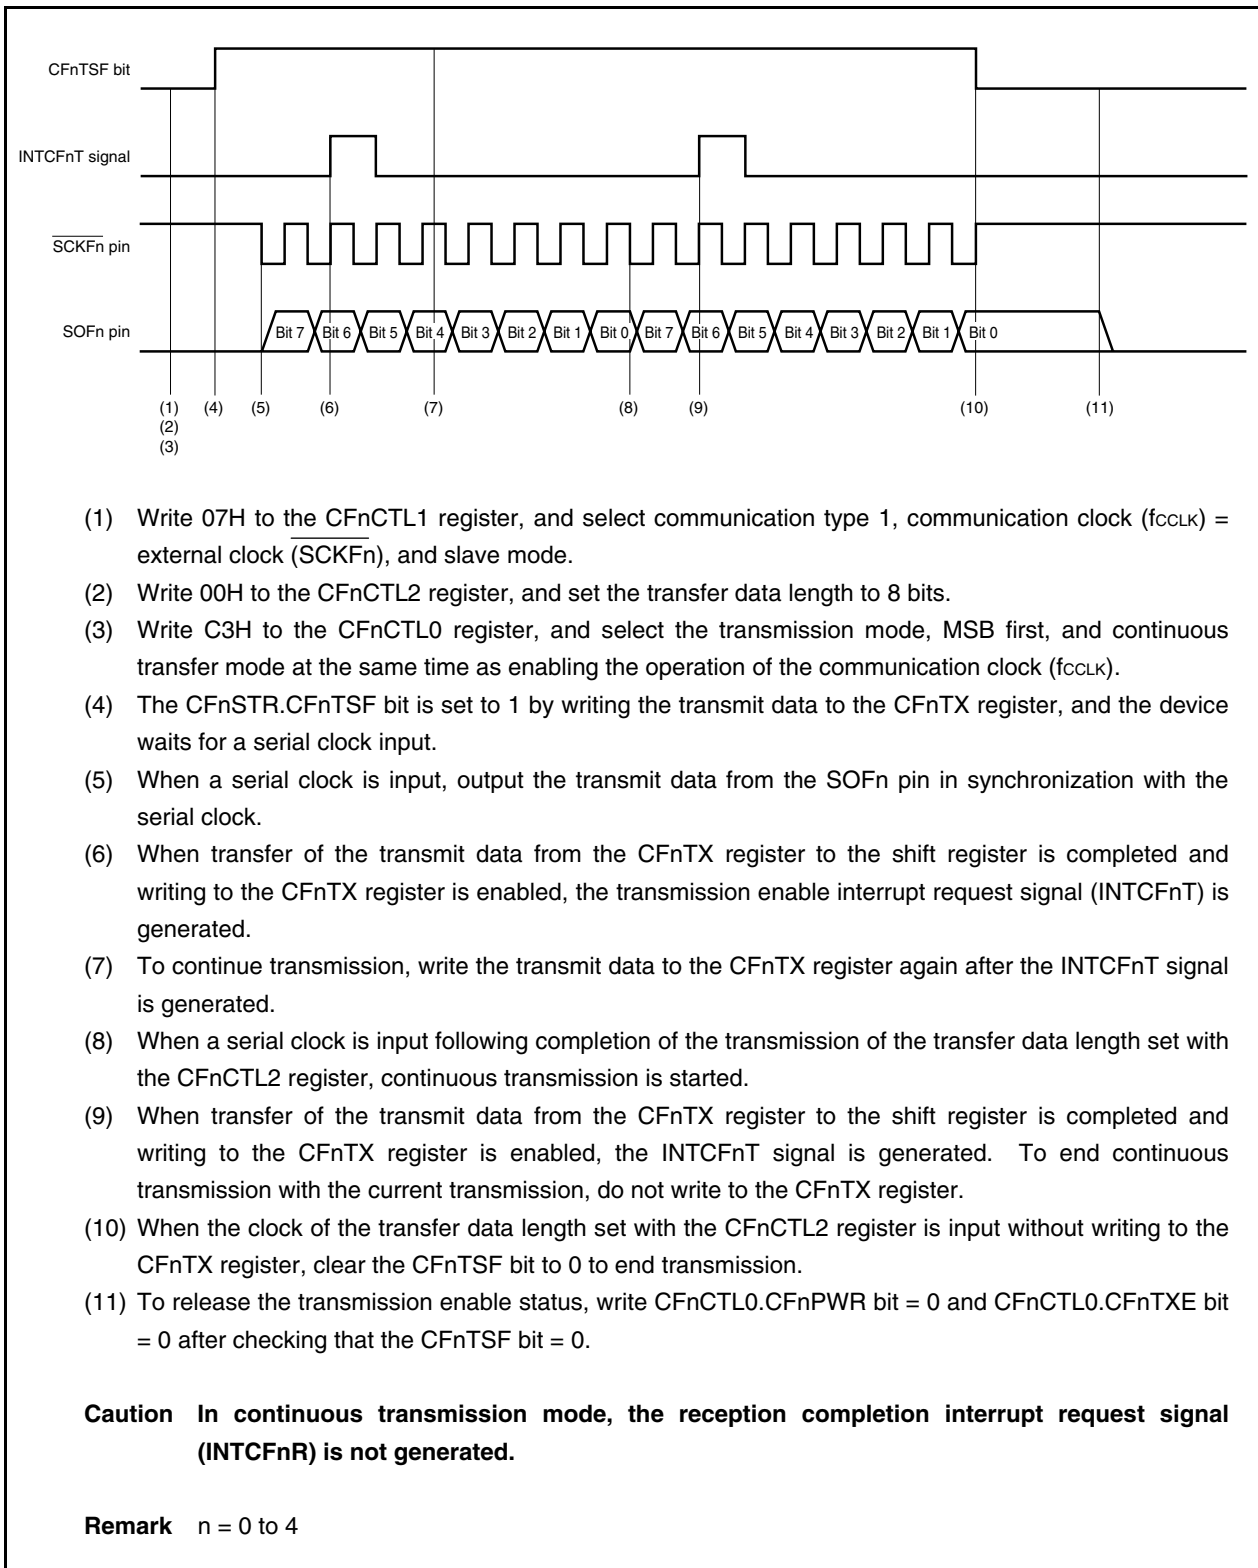 CFnTSF bit
INTCFnT signal
SCKFn pin
SOFn pin
Bit 7 Bit 6 Bit 5 Bit 4 Bit 3 Bit 2 Bit 1 Bit 0 Bit 7 Bit 6 Bit 5 Bit 4 Bit 3 Bit 2 Bit 1 Bit 0
(1) (4) (5) (6) (7) (8) (9) (10) (11)
(2)
(3)
(1) Write 07H to the CFnCTL1 register, and select communication type 1, communication clock (fCCLK) =
external clock (SCKFn), and slave mode.
(2) Write 00H to the CFnCTL2 register, and set the transfer data length to 8 bits.
(3) Write C3H to the CFnCTL0 register, and select the transmission mode, MSB first, and continuous
transfer mode at the same time as enabling the operation of the communication clock (fCCLK).
(4) The CFnSTR.CFnTSF bit is set to 1 by writing the transmit data to the CFnTX register, and the device
waits for a serial clock input.
(5) When a serial clock is input, output the transmit data from the SOFn pin in synchronization with the
serial clock.
(6) When transfer of the transmit data from the CFnTX register to the shift register is completed and
writing to the CFnTX register is enabled, the transmission enable interrupt request signal (INTCFnT) is
generated.
(7) To continue transmission, write the transmit data to the CFnTX register again after the INTCFnT signal
is generated.
(8) When a serial clock is input following completion of the transmission of the transfer data length set with
the CFnCTL2 register, continuous transmission is started.
(9) When transfer of the transmit data from the CFnTX register to the shift register is completed and
writing to the CFnTX register is enabled, the INTCFnT signal is generated. To end continuous
transmission with the current transmission, do not write to the CFnTX register.
(10) When the clock of the transfer data length set with the CFnCTL2 register is input without writing to the
CFnTX register, clear the CFnTSF bit to 0 to end transmission.
(11) To release the transmission enable status, write CFnCTL0.CFnPWR bit = 0 and CFnCTL0.CFnTXE bit
= 0 after checking that the CFnTSF bit = 0.
Caution In continuous transmission mode, the reception completion interrupt request signal
(INTCFnR) is not generated.
Remark n = 0 to 4